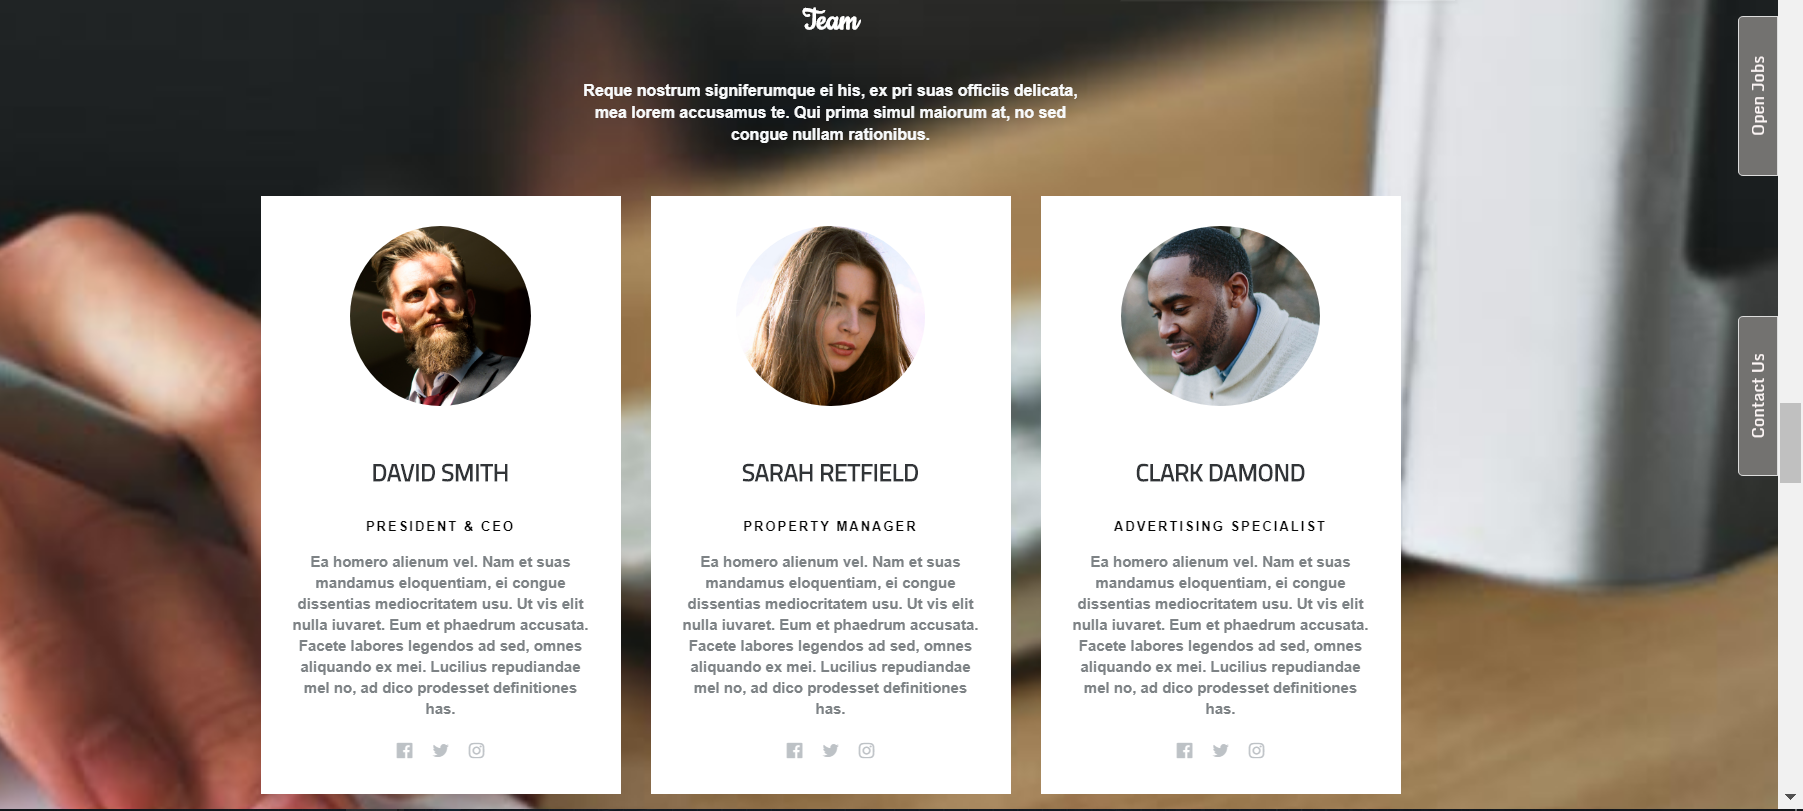 Team
Reque nostrum signiferumque ei his, ex pri suas officiis delicata,
mea lorem accusamus te. Qui prima simul maiorum at, no sed
congue nullam rationibus.
Open Jobs
Contact Us
DAVID SMITH
PRESIDENT & CEO
Ea homero alienum vel. Nam et suas
mandamus eloquentiam, ei congue
dissentias mediocritatem usu. Ut vis elit
nulla iuvaret. Eum et phaedrum accusata.
Facete labores legendos ad sed, omnes
aliquando ex mei. Lucilius repudiandae
mel no, ad dico prodesset definitiones
has.
SARAH RETFIELD
PROPERTY MANAGER
Ea homero alienum vel. Nam et suas
mandamus eloquentiam, ei congue
dissentias mediocritatem usu. Ut vis elit
nulla iuvaret. Eum et phaedrum accusata.
Facete labores legendos ad sed, omnes
aliquando ex mei. Lucilius repudiandae
mel no, ad dico prodesset definitiones
has.
CLARK DAMOND
ADVERTISING SPECIALIST
Ea homero alienum vel. Nam et suas
mandamus eloquentiam, ei congue
dissentias mediocritatem usu. Ut vis elit
nulla iuvaret. Eum et phaedrum accusata.
Facete labores legendos ad sed, omnes
aliquando ex mei. Lucilius repudiandae
mel no, ad dico prodesset definitiones
has.